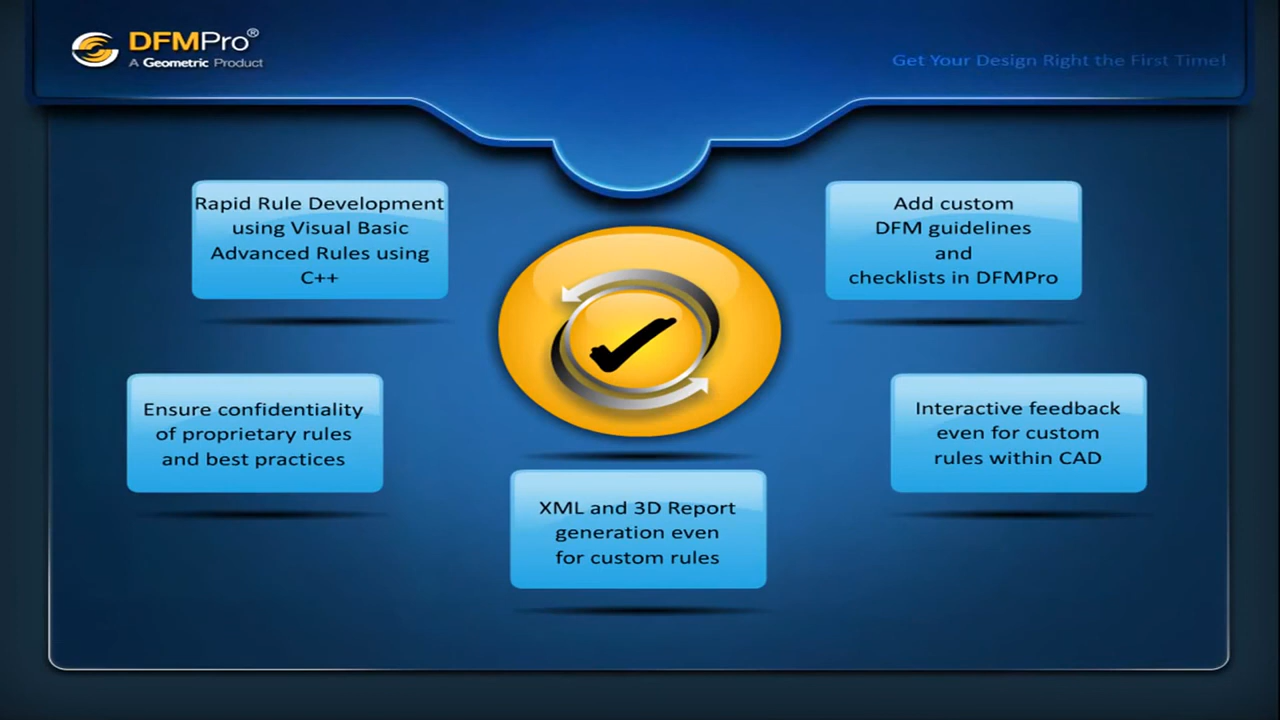 DFMPro®
A Geometric Product
Get Your Design Right the First Time!
Rapid Rule Development
using Visual Basic
Advanced Rules using
C++
Add custom
DFM guidelines
and
checklists in DFMPro
Ensure confidentiality
of proprietary rules
and best practices
Interactive feedback
even for custom
rules within CAD
XML and 3D Report
generation even
for custom rules